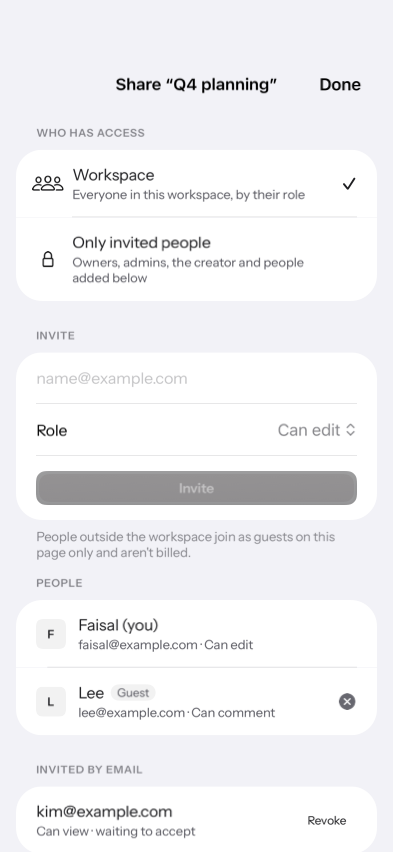 Share “Q4 planning”
Done
WHO HAS ACCESS
Workspace
Everyone in this workspace, by their role
Only invited people
Owners, admins, the creator and people
added below
INVITE
name@example.com
Role
Can edit
Invite
People outside the workspace join as guests on this
page only and aren't billed.
PEOPLE
F
Faisal (you)
faisal@example.com · Can edit
L
Lee Guest
lee@example.com · Can comment
INVITED BY EMAIL
kim@example.com
Can view · waiting to accept
Revoke